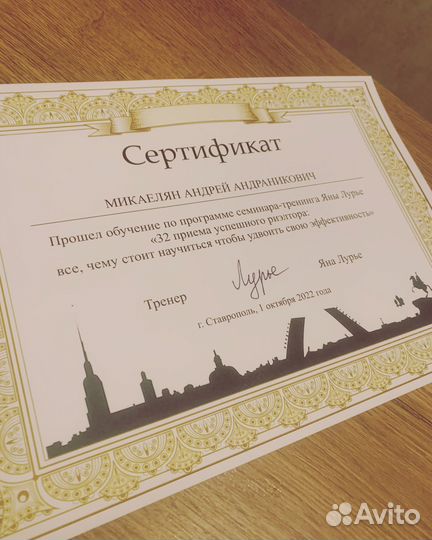 Сертификат
МИКАЕЛЯН АНДРЕЙ АНДРАНИКОВИЧ
Прошел обучение по программе семинара-тренинга Яны Лурье
«32 приема успешного риэлтора:
все, чему стоит научиться чтобы удвоить свою эффективность»
Тренер Лурье Яна Лурье
г. Ставрополь, 1 октября 2022 года
Avito